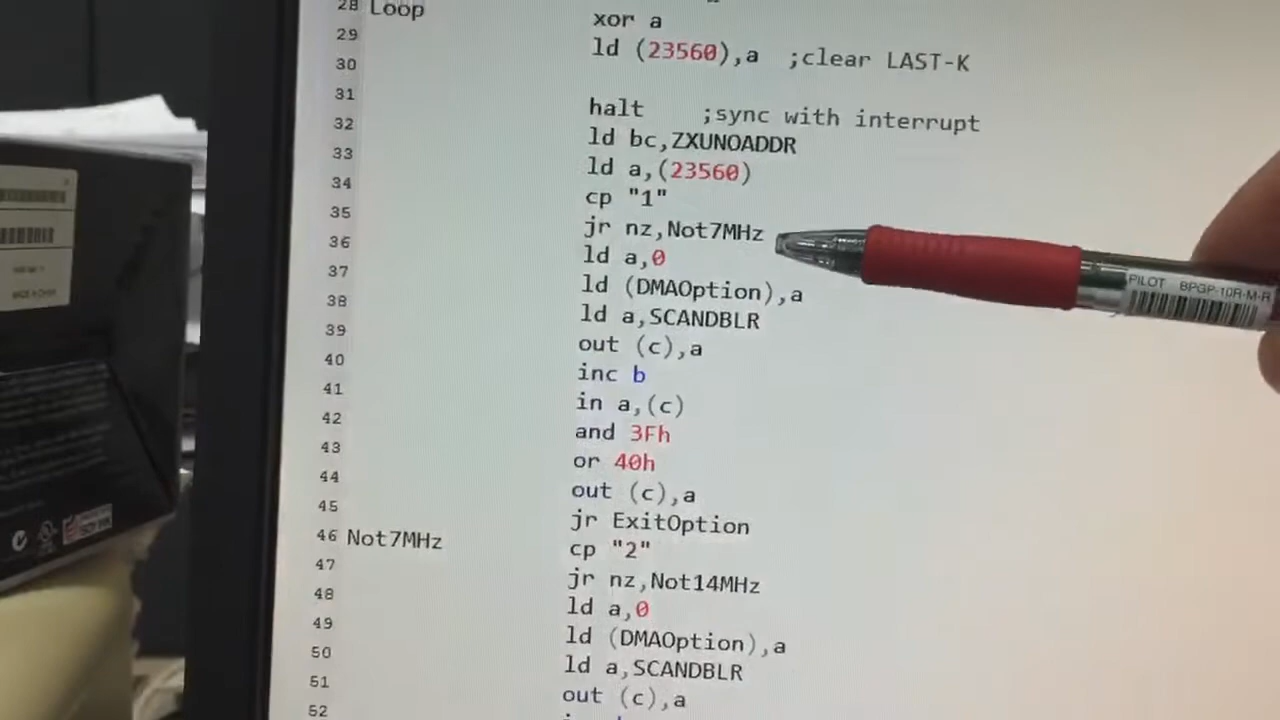 28 Loop xor a
29 ld (23560),a ;clear LAST-K
30
31 halt ;sync with interrupt
32 ld bc,ZXUNOADDR
33 ld a,(23560)
34 cp "1"
35 jr nz,Not7MHz
36 ld a,0
37 ld (DMAOption),a
38 ld a,SCANDBLR
39 out (c),a
40 inc b
41 in a,(c)
42 and 3Fh
43 or 40h
44 out (c),a
45 jr ExitOption
46 Not7MHz cp "2"
47 jr nz,Not14MHz
48 ld a,0
49 ld (DMAOption),a
50 ld a,SCANDBLR
51 out (c),a
52
PILOT BPGP-10R-M-R